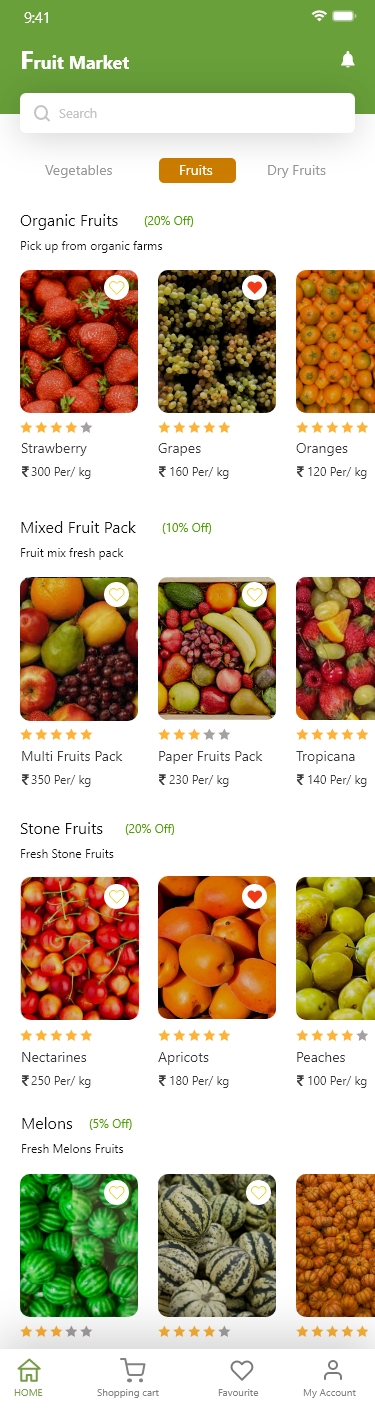 9:41
Fruit Market
Search
Vegetables Fruits Dry Fruits
Organic Fruits (20% Off)
Pick up from organic farms
Strawberry Grapes Oranges
₹300 Per/ kg ₹ 160 Per/ kg ₹ 120 Per/ kg
Mixed Fruit Pack (10% Off)
Fruit mix fresh pack
Multi Fruits Pack Paper Fruits Pack Tropicana
₹350 Per/ kg ₹ 230 Per/ kg ₹ 140 Per/ kg
Stone Fruits (20% Off)
Fresh Stone Fruits
Nectarines Apricots Peaches
₹250 Per/ kg ₹ 180 Per/ kg ₹ 100 Per/ kg
Melons (5% Off)
Fresh Melons Fruits
HOME Shopping cart Favourite My Account